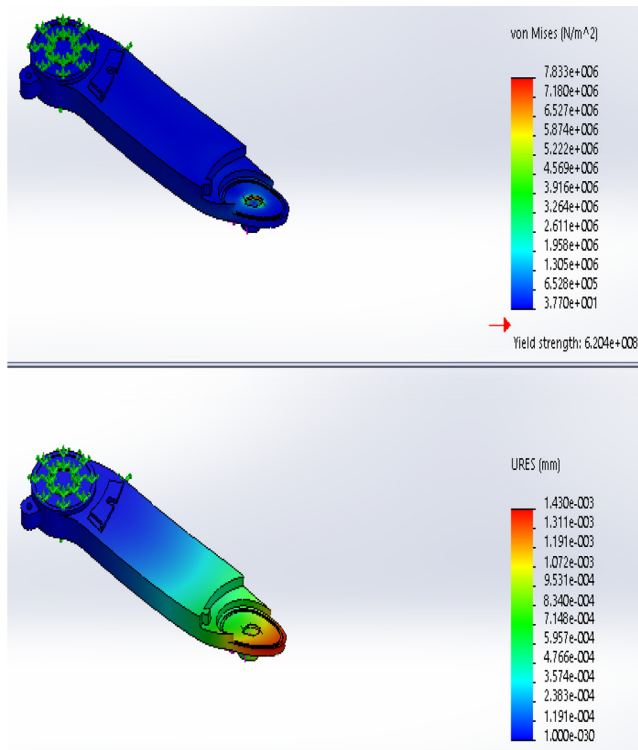 von Mises (N/m^2)
7.833e+006
7.180e+006
6.527e+006
5.874e+006
5.222e+006
4.569e+006
3.916e+006
3.264e+006
2.611e+006
1.958e+006
1.305e+006
6.528e+005
3.770e+001
Yield strength: 6.204e+008
URES (mm)
1.430e-003
1.311e-003
1.191e-003
1.072e-003
9.531e-004
8.340e-004
7.148e-004
5.957e-004
4.766e-004
3.574e-004
2.383e-004
1.191e-004
1.000e-030